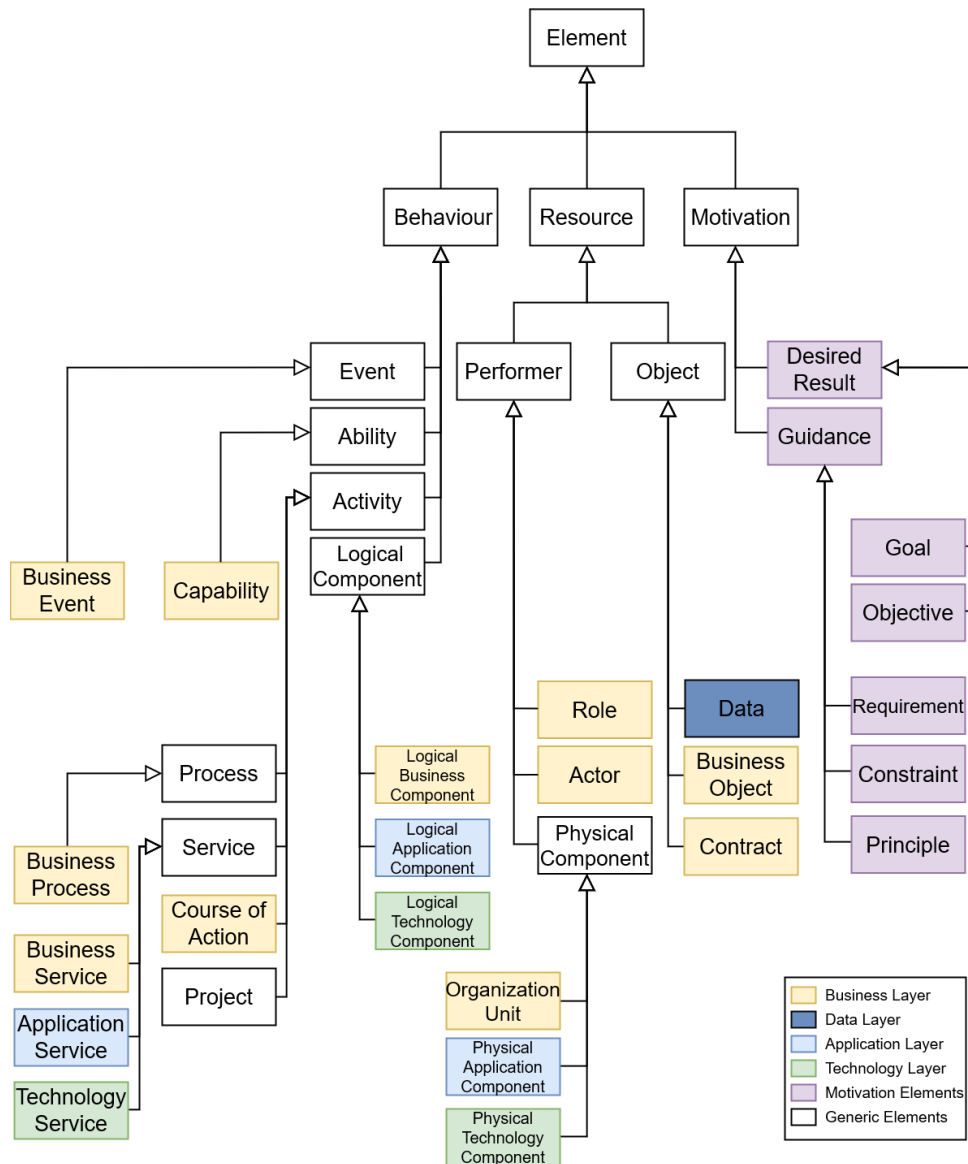 Element
Behaviour
Resource
Motivation
Event
Performer
Object
Desired
Result
Ability
Guidance
Activity
Logical
Component
Goal
Business
Event
Capability
Objective
Role
Data
Requirement
Process
Logical
Business
Component
Actor
Business
Object
Constraint
Business
Process
Service
Logical
Application
Component
Physical
Component
Contract
Principle
Course of
Action
Logical
Technology
Component
Business
Service
Project
Organization
Unit
Application
Service
Physical
Application
Component
Technology
Service
Physical
Technology
Component
Business Layer
Data Layer
Application Layer
Technology Layer
Motivation Elements
Generic Elements